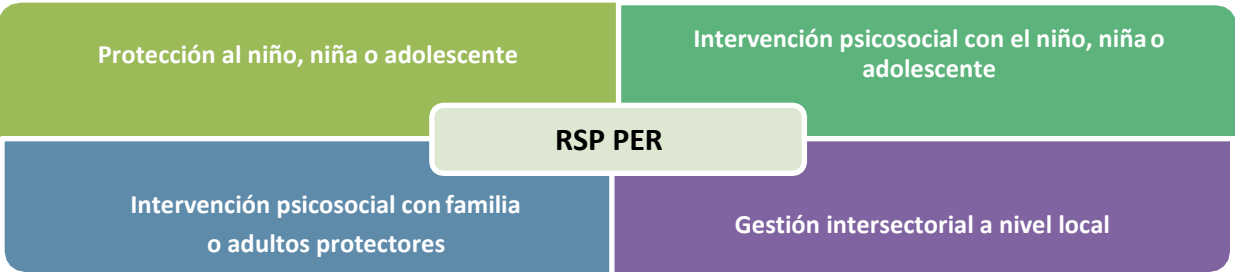 Protección al niño, niña o adolescente
Intervención psicosocial con el niño, niña o
adolescente
RSP PER
Intervención psicosocial con familia
o adultos protectores
Gestión intersectorial a nivel local